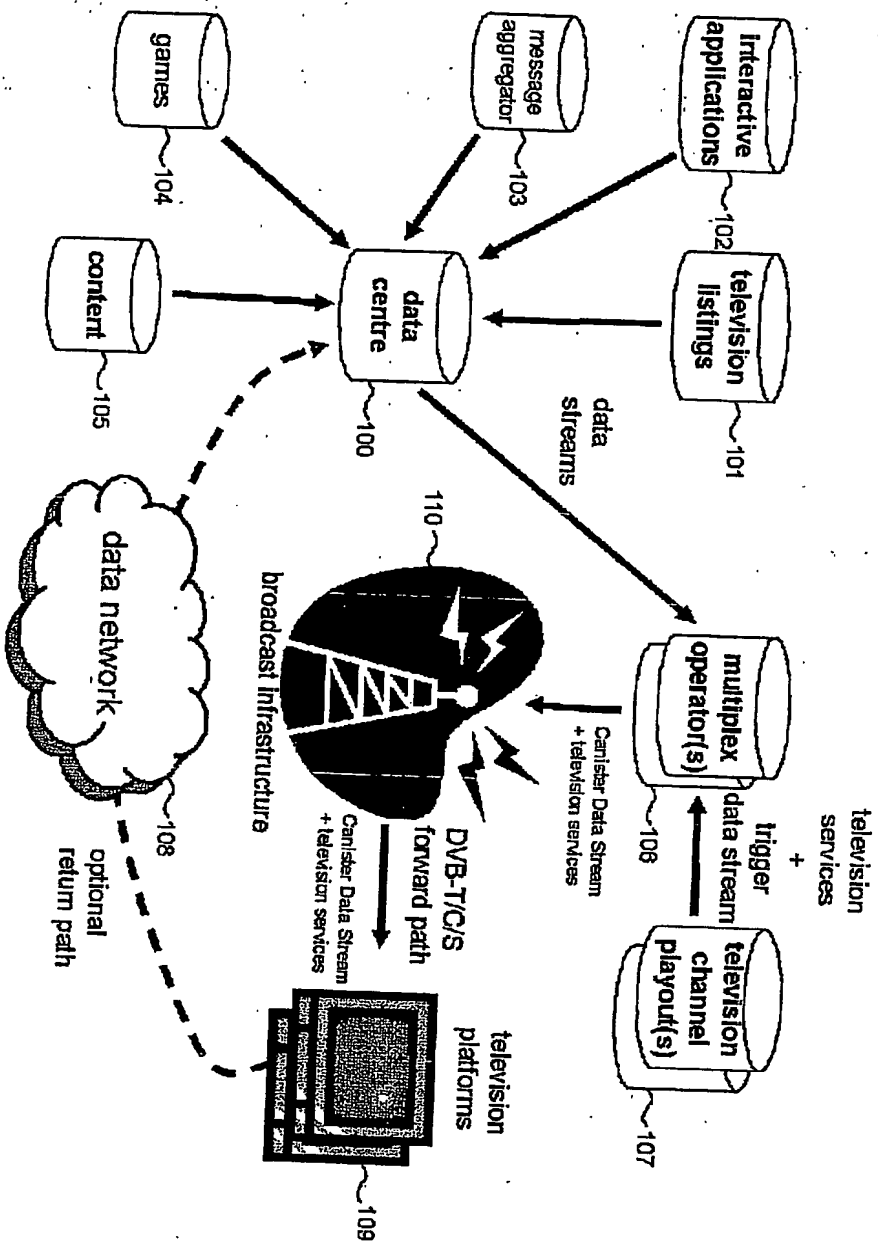 interactive
applications
102
television
listings
101
message
aggregator
103
games
104
content
105
data
centre
100
data
streams
television
services
+
trigger
data stream
multiplex
operator(s)
106
television
channel
playout(s)
107
Canister Data Stream
+ television services
110
broadcast infrastructure
DVB-T/C/S
forward path
Canister Data Stream
+ television services
television
platforms
109
data network
108
optional
return path